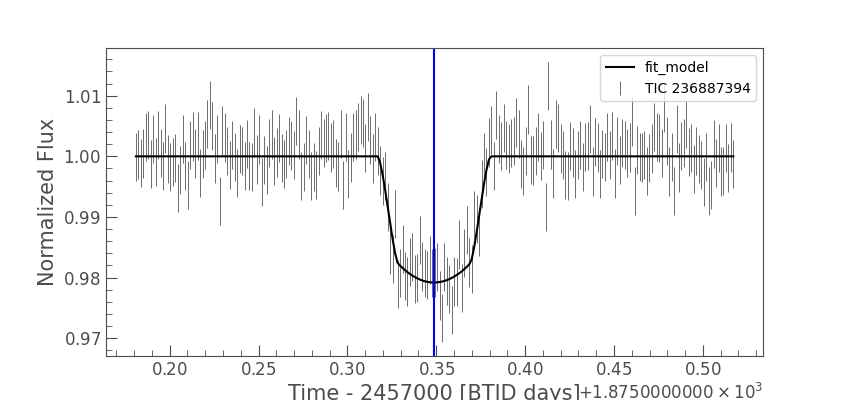 fit_model
TIC 236887394
Normalized Flux
1.01
1.00
0.99
0.98
0.97
0.20 0.25 0.30 0.35 0.40 0.45 0.50
Time - 2457000 [BTJD days]
+1.8750000000 × 10³